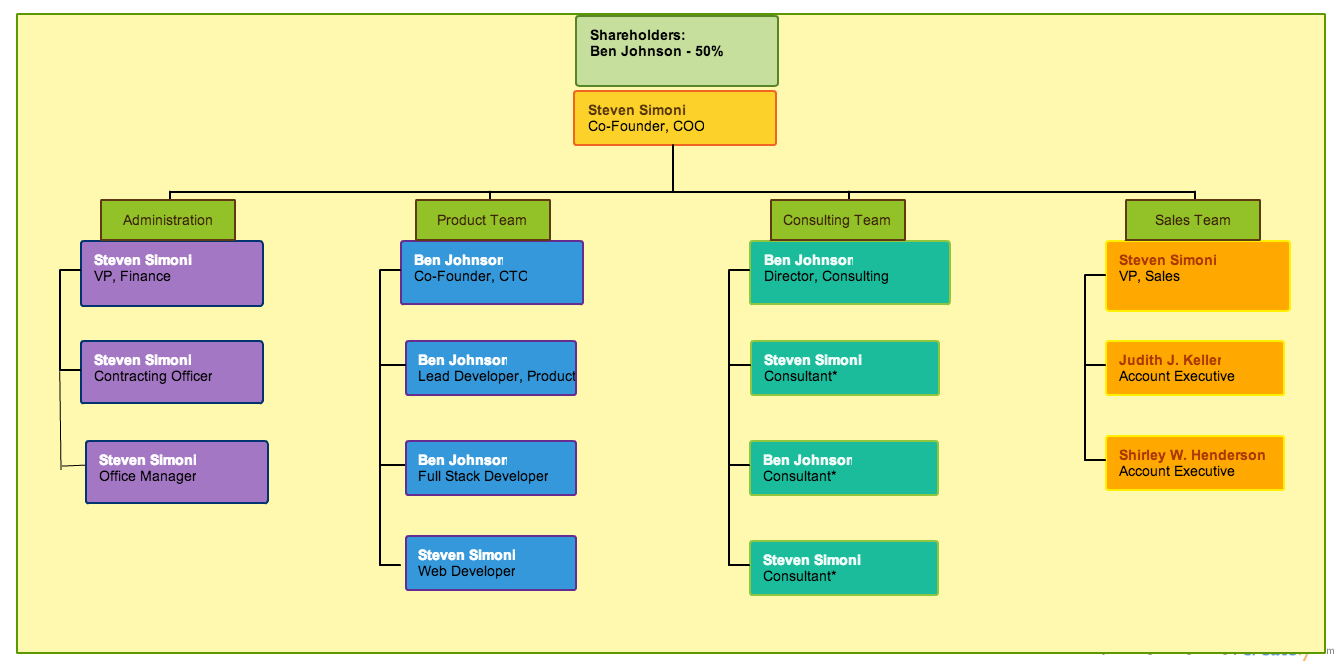 Shareholders:
Ben Johnson - 50%
Steven Simoni
Co-Founder, COO
Administration
Steven Simoni
VP, Finance
Steven Simoni
Contracting Officer
Steven Simoni
Office Manager
Product Team
Ben Johnson
Co-Founder, CTC
Ben Johnson
Lead Developer, Product
Ben Johnson
Full Stack Developer
Steven Simoni
Web Developer
Consulting Team
Ben Johnson
Director, Consulting
Steven Simoni
Consultant*
Ben Johnson
Consultant*
Steven Simoni
Consultant*
Sales Team
Steven Simoni
VP, Sales
Judith J. Keller
Account Executive
Shirley W. Henderson
Account Executive